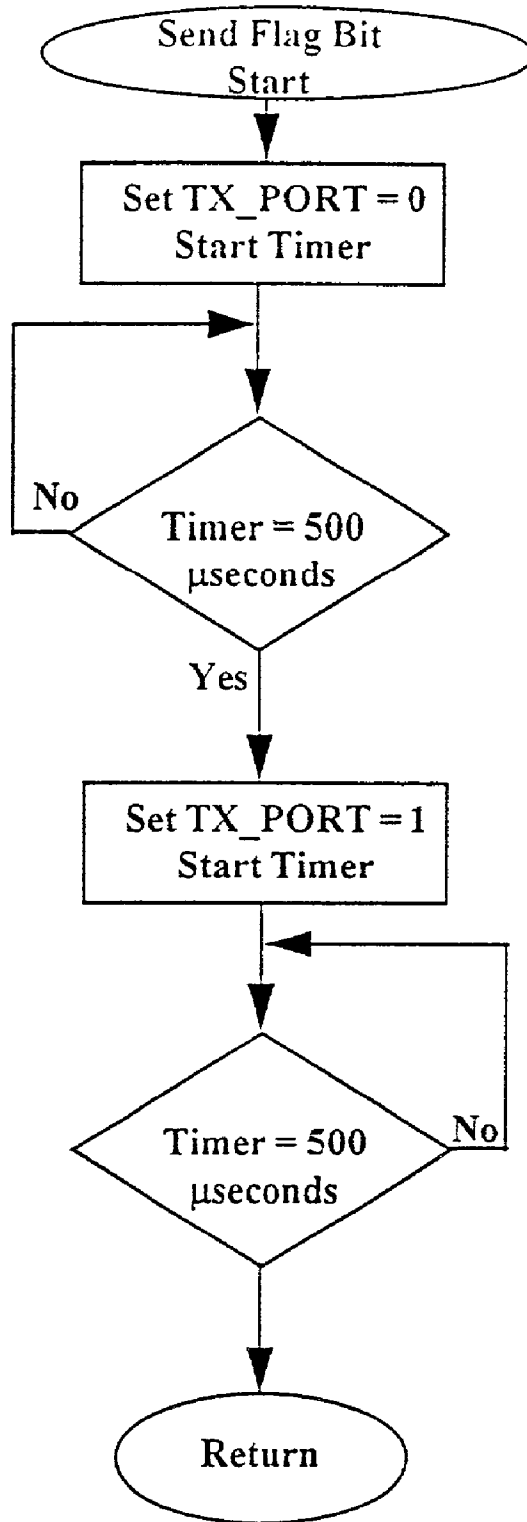 Send Flag Bit
Start
Set TX_PORT = 0
Start Timer
No
Timer = 500
µseconds
Yes
Set TX_PORT = 1
Start Timer
Timer = 500
µseconds
No
Return